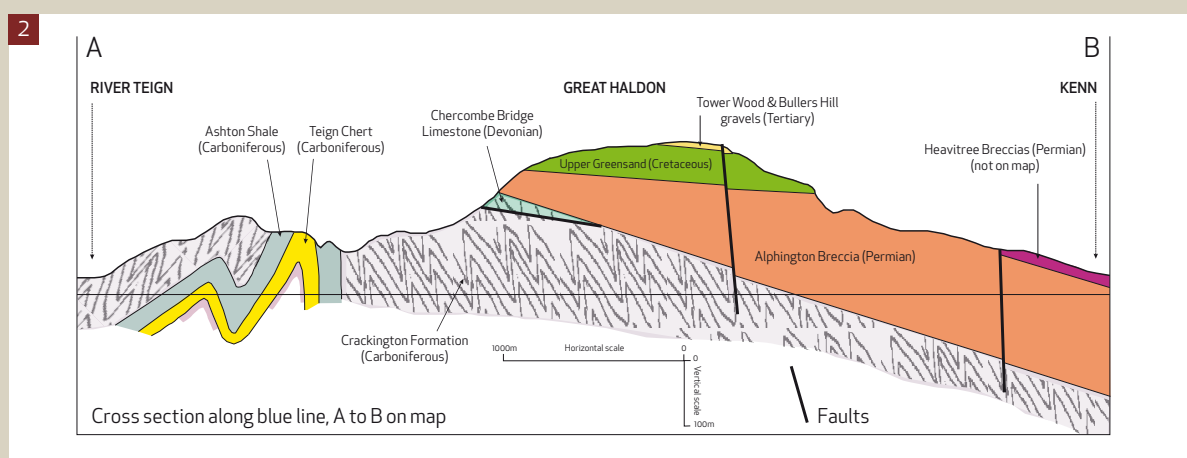 2
A
B
RIVER TEIGN
GREAT HALDON
KENN
Tower Wood & Bullers Hill
gravels (Tertiary)
Chercombe Bridge
Limestone (Devonian)
Ashton Shale
(Carboniferous)
Teign Chert
(Carboniferous)
Heavitree Breccias (Permian)
(not on map)
Upper Greensand (Cretaceous)
Alphington Breccia (Permian)
Crackington Formation
(Carboniferous)
1000m
Horizontal scale
0
0
Vertical scale
100m
Cross section along blue line, A to B on map
Faults